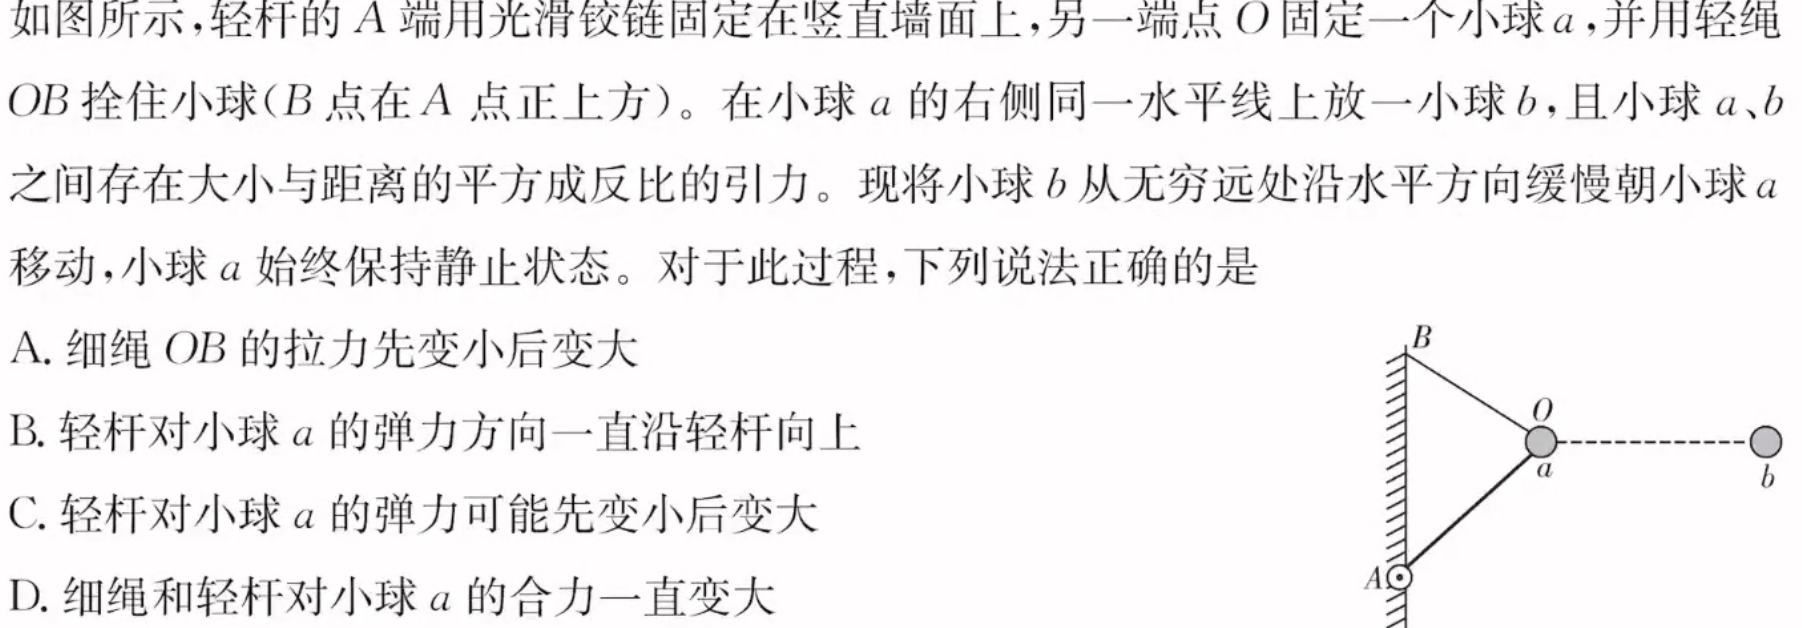 如图所示,轻杆的 A 端用光滑铰链固定在竖直墙面上,另一端点 O 固定一个小球 a,并用轻绳
OB 拴住小球(B 点在 A 点正上方)。在小球 a 的右侧同一水平线上放一小球 b,且小球 a、b
之间存在大小与距离的平方成反比的引力。现将小球 b 从无穷远处沿水平方向缓慢朝小球 a
移动,小球 a 始终保持静止状态。对于此过程,下列说法正确的是
A. 细绳 OB 的拉力先变小后变大
B. 轻杆对小球 a 的弹力方向一直沿轻杆向上
C. 轻杆对小球 a 的弹力可能先变小后变大
D. 细绳和轻杆对小球 a 的合力一直变大
B
O
a
b
A